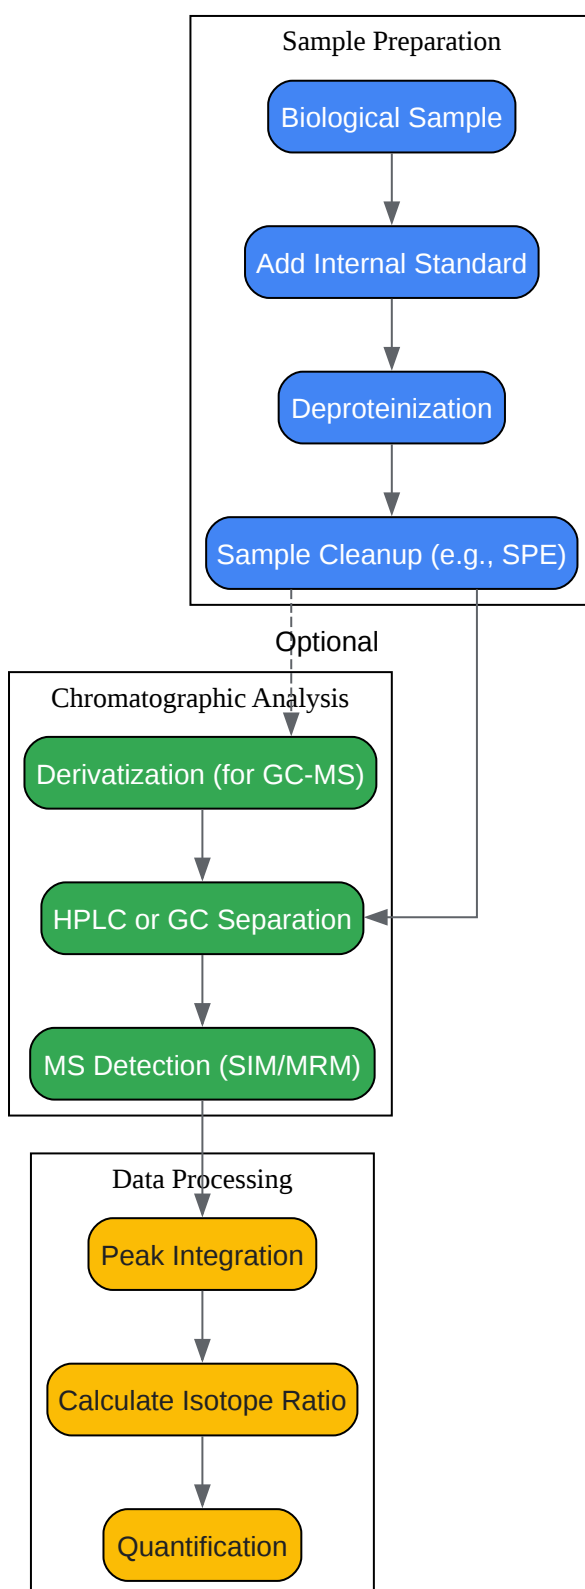 Sample Preparation
Biological Sample
Add Internal Standard
Deproteinization
Sample Cleanup (e.g., SPE)
Optional
Chromatographic Analysis
Derivatization (for GC-MS)
HPLC or GC Separation
MS Detection (SIM/MRM)
Data Processing
Peak Integration
Calculate Isotope Ratio
Quantification